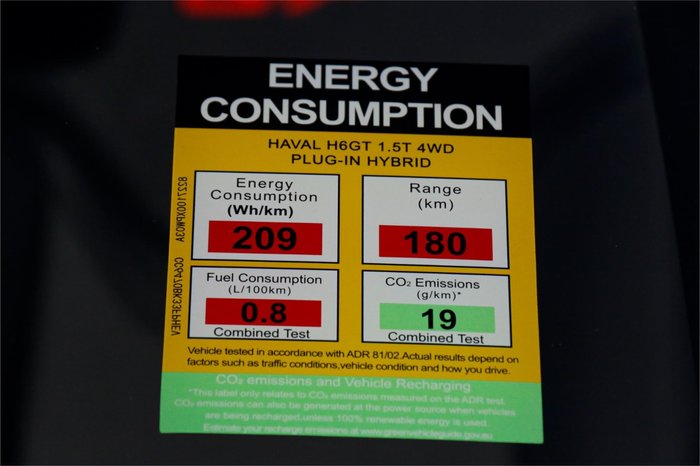 ENERGY
CONSUMPTION
HAVAL H6GT 1.5T 4WD
PLUG-IN HYBRID
Energy
Consumption
(Wh/km)
209
Range
(km)
180
Fuel Consumption
(L/100km)
0.8
Combined Test
CO₂ Emissions
(g/km)*
19
Combined Test
Vehicle tested in accordance with ADR 81/02.Actual results depend on
factors such as traffic conditions,vehicle condition and how you drive.
CO₂ emissions and Vehicle Recharging
*This label only relates to CO₂ emissions measured on the ADR test.
CO₂ emissions can also be generated at the power source when vehicles
are being recharged,unless 100% renewable energy is used.
Estimate your recharge emissions at www.greenvehicleguide.gov.au